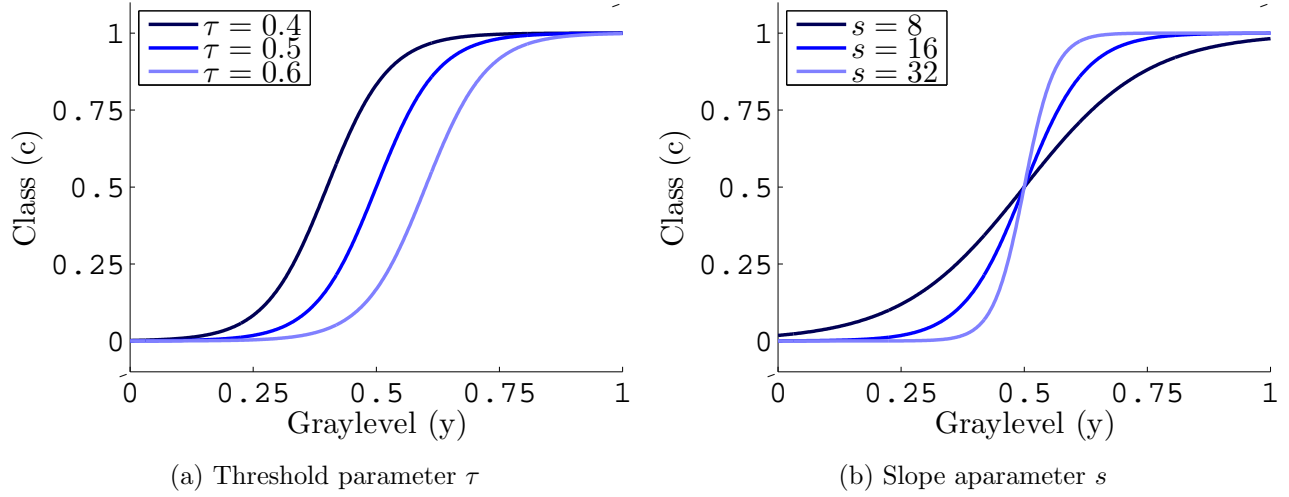 τ = 0.4
τ = 0.5
τ = 0.6
1
0.75
0.5
0.25
0
Class (c)
0 0.25 0.5 0.75 1
Graylevel (y)
(a) Threshold parameter τ
s = 8
s = 16
s = 32
1
0.75
0.5
0.25
0
Class (c)
0 0.25 0.5 0.75 1
Graylevel (y)
(b) Slope aparameter s